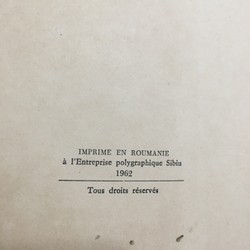 IMPRIME EN ROUMANIE
à l'Entreprise polygraphique Sibiu
1962
Tous droits réservés